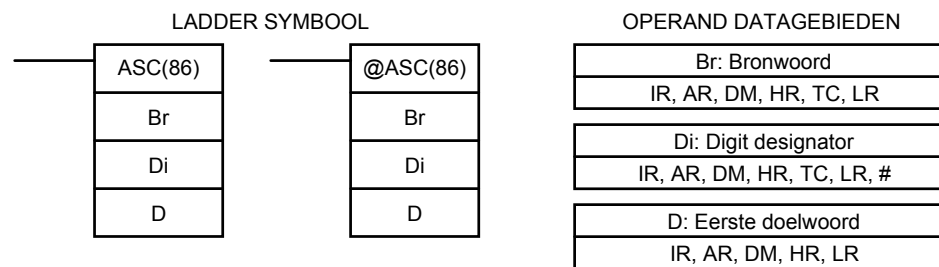 LADDER SYMBOOL
ASC(86)
Br
Di
D
@ASC(86)
Br
Di
D
OPERAND DATAGEBIEDEN
Br: Bronwoord
IR, AR, DM, HR, TC, LR
Di: Digit designator
IR, AR, DM, HR, TC, LR, #
D: Eerste doelwoord
IR, AR, DM, HR, LR